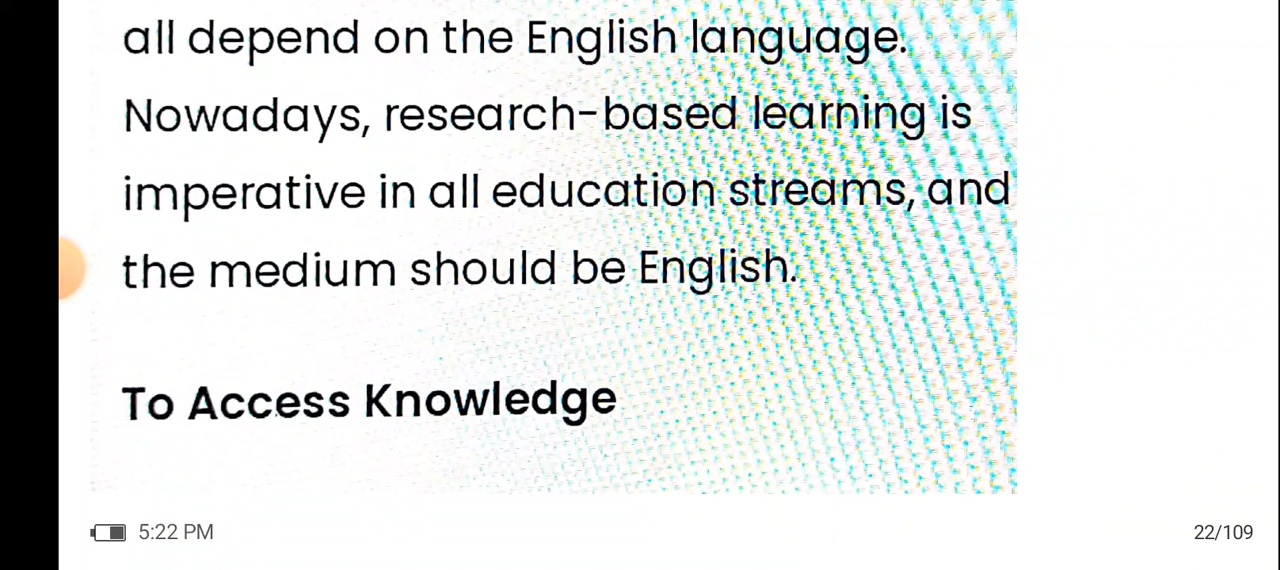 all depend on the English language.
Nowadays, research-based learning is
imperative in all education streams, and
the medium should be English.
To Access Knowledge
5:22 PM
22/109